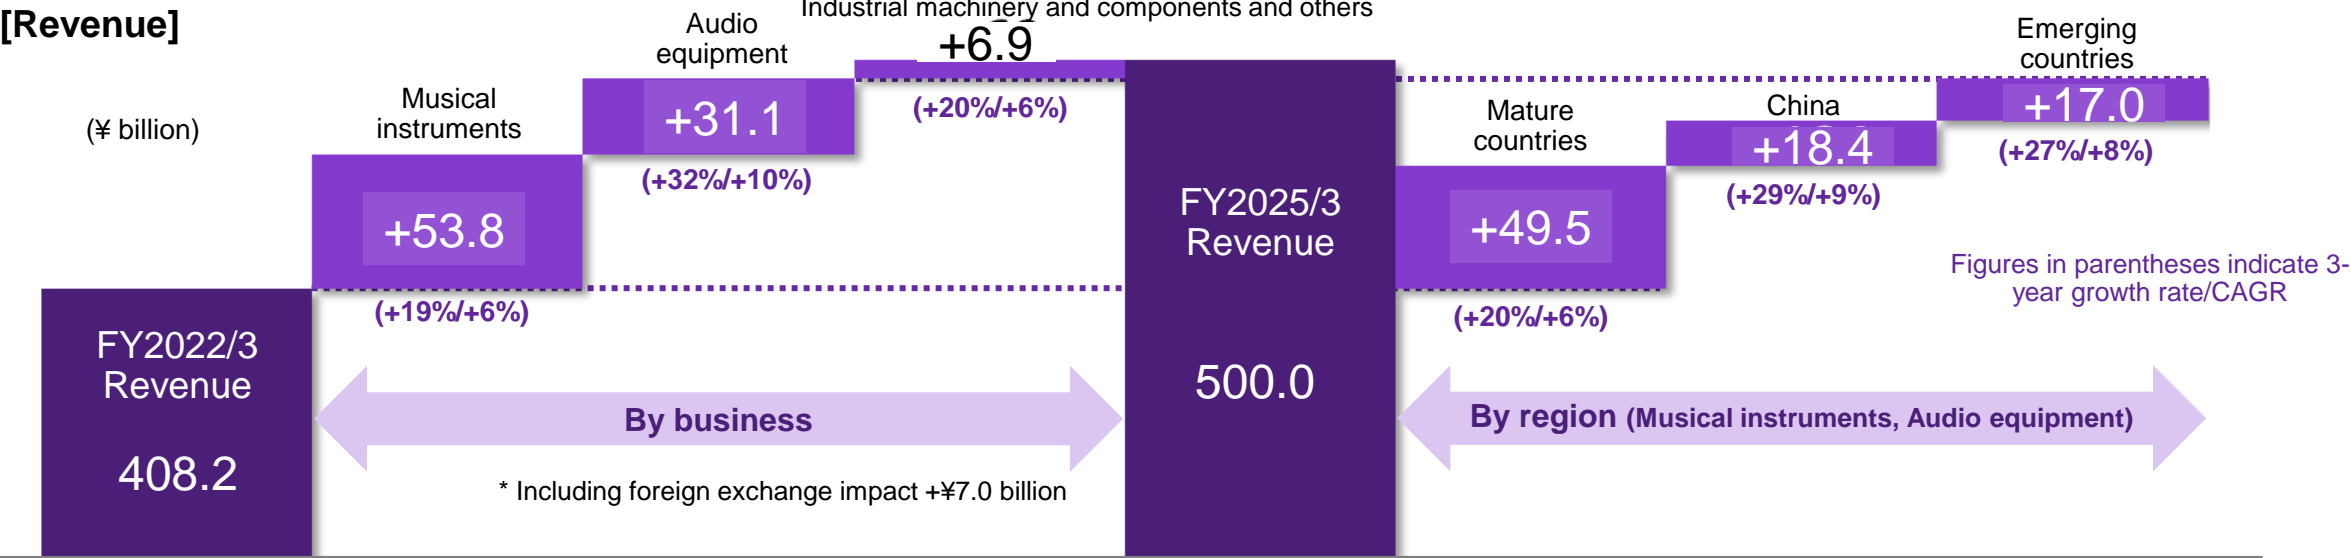 [Revenue]
(¥ billion)
FY2022/3
Revenue
408.2
Musical
instruments
+53.8
(+19%/+6%)
Audio
equipment
+31.1
(+32%/+10%)
Industrial machinery and components and others
+6.9
(+20%/+6%)
By business
* Including foreign exchange impact +¥7.0 billion
FY2025/3
Revenue
500.0
Mature
countries
+49.5
(+20%/+6%)
China
+18.4
(+29%/+9%)
Emerging
countries
+17.0
(+27%/+8%)
Figures in parentheses indicate 3-
year growth rate/CAGR
By region (Musical instruments, Audio equipment)